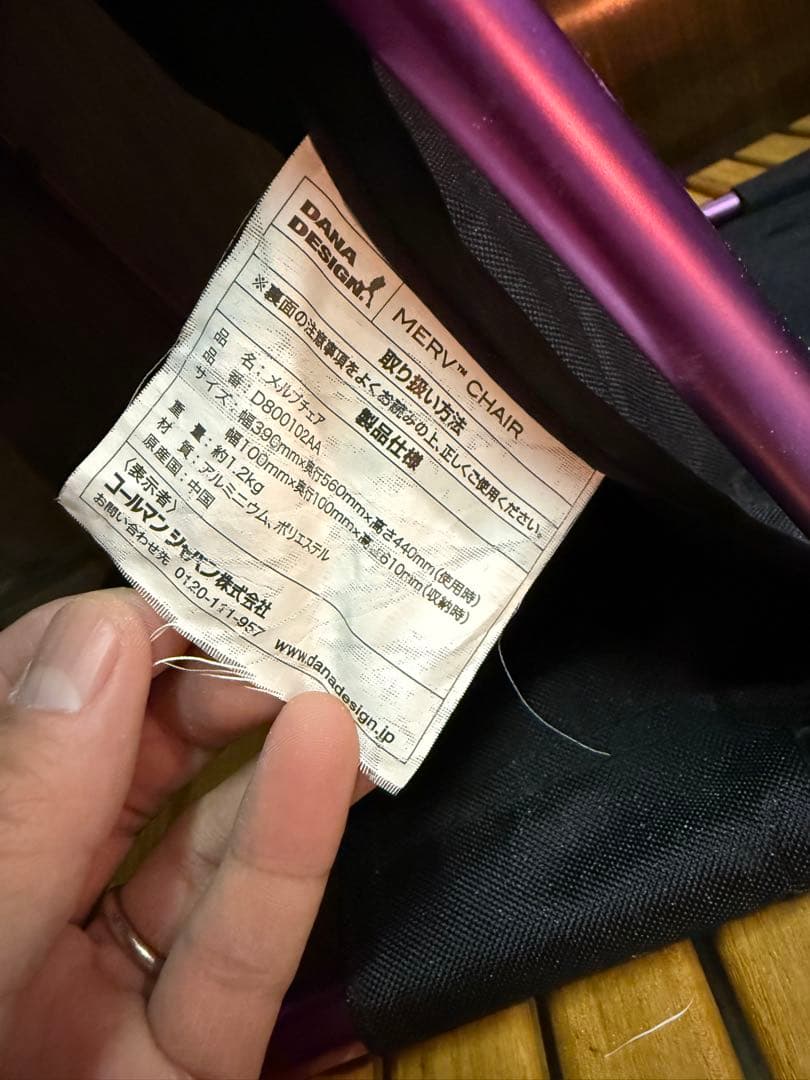 DANA
DESIGN
MERV™ CHAIR
取り扱い方法
※裏面の注意事項をよくお読みの上、正しくご使用ください。
製品仕様
品 名：メルブチェア
品 番：D800102AA
サイズ：幅390mm×奥行560mm×高さ440mm（使用時）
幅100mm×奥行100mm×高さ610mm（収納時）
重 量：約1.2kg
材 質：アルミニウム、ポリエステル
原産国：中国
〈表示者〉
コールマン ジャパン株式会社
お問い合わせ先 0120-111-957 www.danadesign.jp